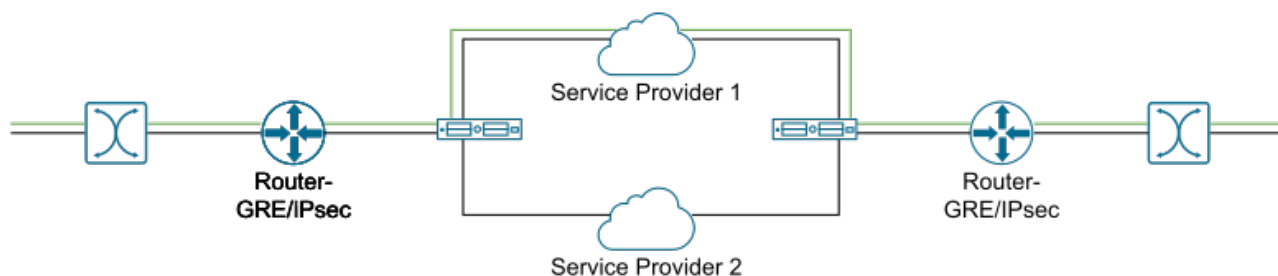 Service Provider 1
Router-
GRE/IPsec
Router-
GRE/IPsec
Service Provider 2